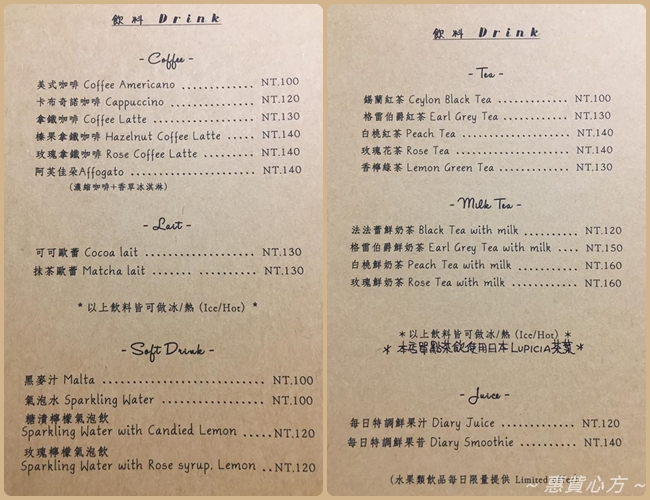 飲料 Drink
- Coffee -
美式咖啡 Coffee Americano ............. NT.100
卡布奇諾咖啡 Cappuccino ............... NT.120
拿鐵咖啡 Coffee Latte .................. NT.130
榛果拿鐵咖啡 Hazelnut Coffee Latte ...... NT.140
玫瑰拿鐵咖啡 Rose Coffee Latte ......... NT.140
阿芙佳朵Affogato ...................... NT.140
(濃縮咖啡+香草冰淇淋)
- Lait -
可可歐蕾 Cocoa lait .................... NT.130
抹茶歐蕾 Matcha lait ................... NT.130
* 以上飲料皆可做冰/熱 (Ice/Hot) *
- Soft Drink -
黑麥汁 Malta ......................... NT.100
氣泡水 Sparkling Water ................ NT.100
糖漬檸檬氣泡飲
Sparkling Water with Candied Lemon ..... NT.120
玫瑰檸檬氣泡飲
Sparkling Water with Rose syrup, Lemon .. NT.120
飲料 Drink
- Tea -
錫蘭紅茶 Ceylon Black Tea ............ NT.100
格雷伯爵紅茶 Earl Grey Tea ........... NT.130
白桃紅茶 Peach Tea .................. NT.140
玫瑰花茶 Rose Tea ................... NT.140
香檸綠茶 Lemon Green Tea ............ NT.130
- Milk Tea -
法法蕾鮮奶茶 Black Tea with milk ........ NT.120
格雷伯爵鮮奶茶 Earl Grey Tea with milk .... NT.150
白桃鮮奶茶 Peach Tea with milk .......... NT.160
玫瑰鮮奶茶 Rose Tea with milk ........... NT.160
* 以上飲料皆可做冰/熱 (Ice/Hot) *
* 本店單點茶飲使用日本LUPICIA茶葉 *
- Juice -
每日特調鮮果汁 Diary Juice .............. NT.120
每日特調鮮果昔 Diary Smoothie ........... NT.140
(水果類飲品每日限量提供 Limited
~ 惠質心方 ~